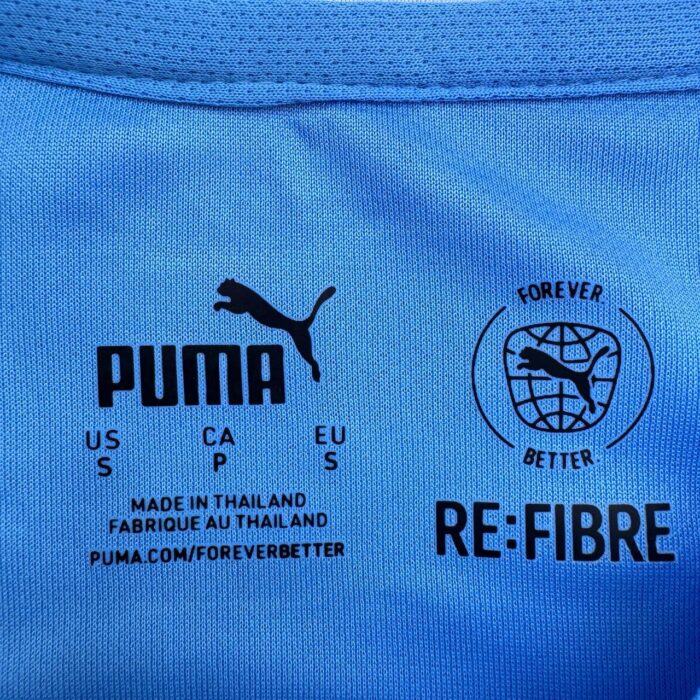 PUMA
US CA EU
S P S
MADE IN THAILAND
FABRIQUE AU THAILAND
PUMA.COM/FOREVERBETTER
FOREVER.
BETTER.
RE:FIBRE